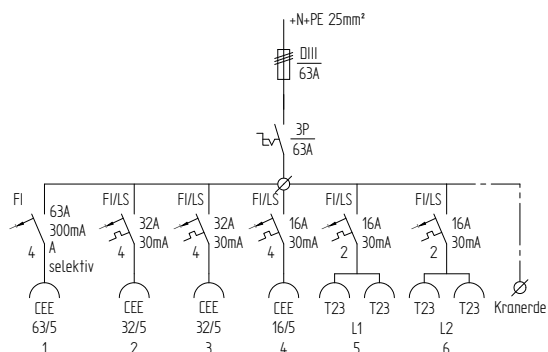 +N+PE 25mm²
DIII
63A
3P
63A
FI
63A
300mA
A
selektiv
4
CEE
63/5
1
FI/LS
32A
30mA
4
CEE
32/5
2
FI/LS
32A
30mA
4
CEE
32/5
3
FI/LS
16A
30mA
4
CEE
16/5
4
FI/LS
16A
30mA
2
T23
T23
L1
5
FI/LS
16A
30mA
2
T23
T23
L2
6
Kranerde